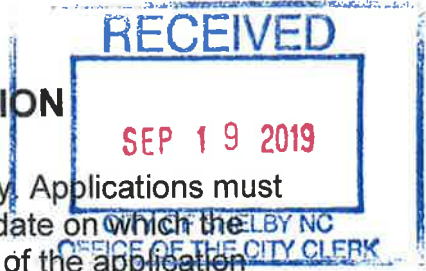 RECEIVED
ION
SEP 19 2019
y. Applications must
date on which the
SHELBY NC
OFFICE OF THE CITY CLERK
of the application